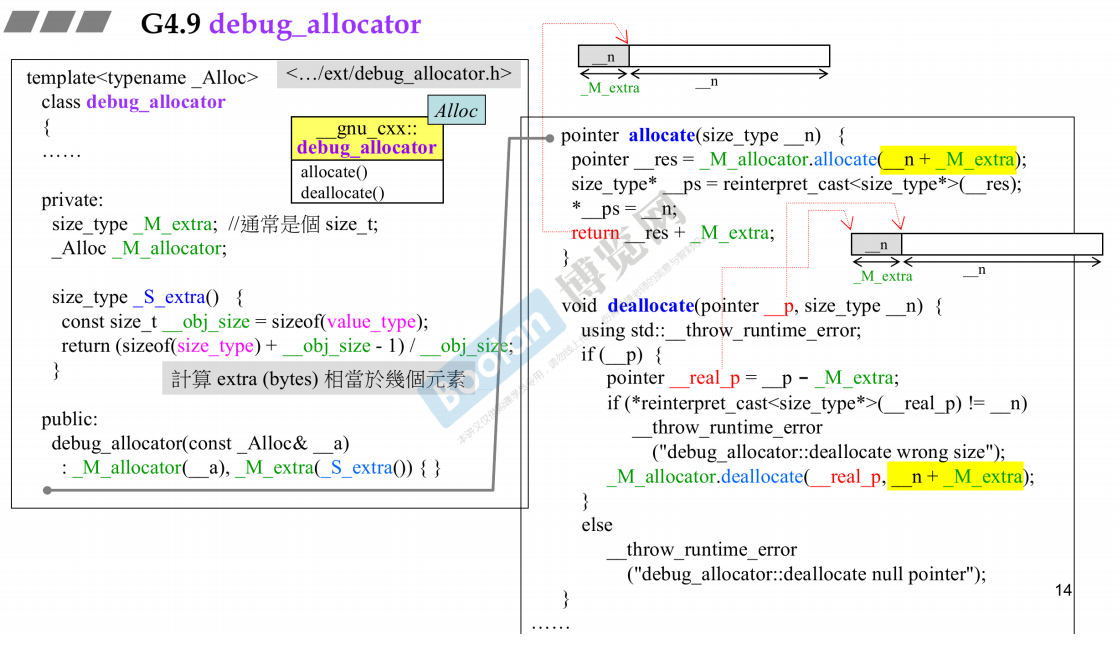 G4.9 debug_allocator
template<typename _Alloc>
<…/ext/debug_allocator.h>
class debug_allocator
{
……
Alloc
__gnu_cxx::
debug_allocator
allocate()
deallocate()
private:
size_type _M_extra; //通常是個 size_t;
_Alloc _M_allocator;
size_type _S_extra() {
const size_t __obj_size = sizeof(value_type);
return (sizeof(size_type) + __obj_size - 1) / __obj_size;
}
計算 extra (bytes) 相當於幾個元素
public:
debug_allocator(const _Alloc& __a)
: _M_allocator(__a), _M_extra(_S_extra()) { }
__n
_M_extra
__n
pointer allocate(size_type __n) {
pointer __res = _M_allocator.allocate(__n + _M_extra);
size_type* __ps = reinterpret_cast<size_type*>(__res);
*__ps = __n;
return __res + _M_extra;
}
__n
_M_extra
__n
void deallocate(pointer __p, size_type __n) {
using std::__throw_runtime_error;
if (__p) {
pointer __real_p = __p − _M_extra;
if (*reinterpret_cast<size_type*>(__real_p) != __n)
__throw_runtime_error
("debug_allocator::deallocate wrong size");
_M_allocator.deallocate(__real_p, __n + _M_extra);
}
else
__throw_runtime_error
("debug_allocator::deallocate null pointer");
}
……
14
Boolan 博览网